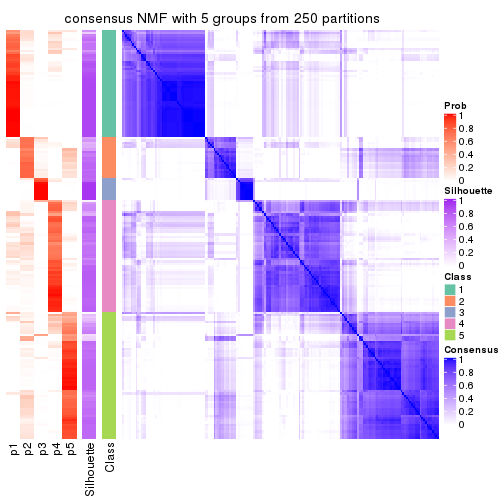 consensus NMF with 5 groups from 250 partitions
Prob
1
0.8
0.6
0.4
0.2
0
Silhouette
1
0.8
0.6
0.4
0.2
0
Class
1
2
3
4
5
Consensus
1
0.8
0.6
0.4
0.2
0
p1
p2
p3
p4
p5
Silhouette
Class